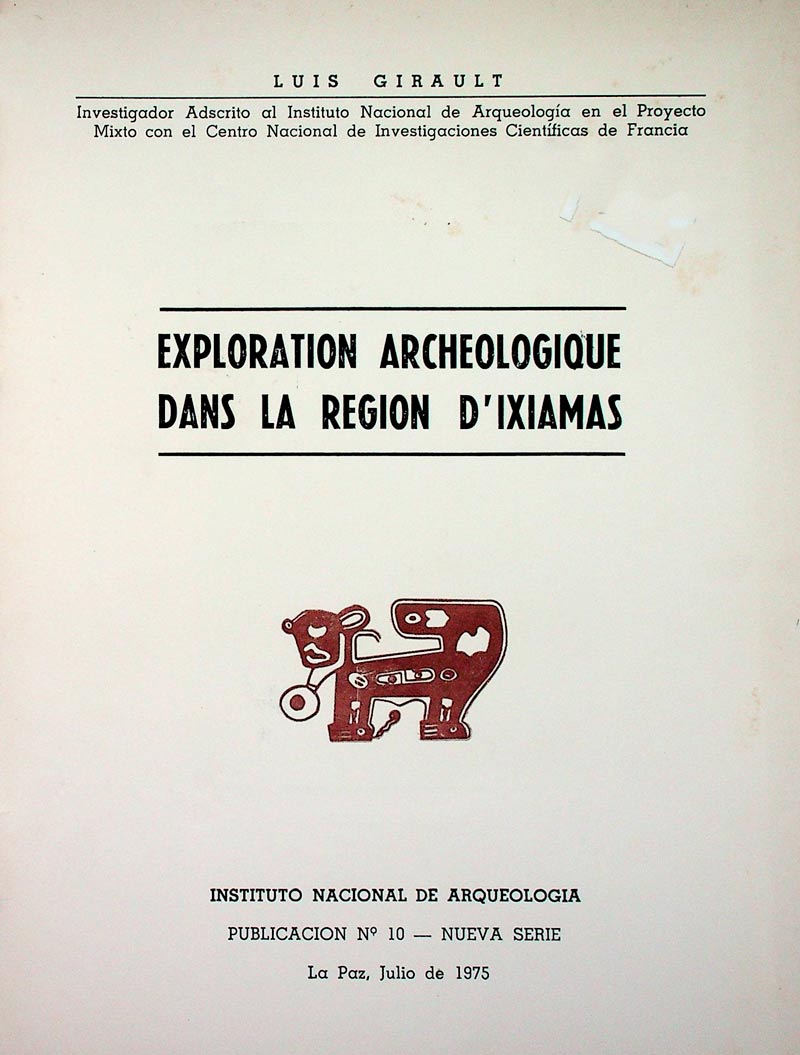 LUIS GIRAULT
Investigador Adscrito al Instituto Nacional de Arqueología en el Proyecto
Mixto con el Centro Nacional de Investigaciones Científicas de Francia
EXPLORATION ARCHEOLOGIQUE
DANS LA REGION D'IXIAMAS
INSTITUTO NACIONAL DE ARQUEOLOGIA
PUBLICACION Nº 10 — NUEVA SERIE
La Paz, Julio de 1975